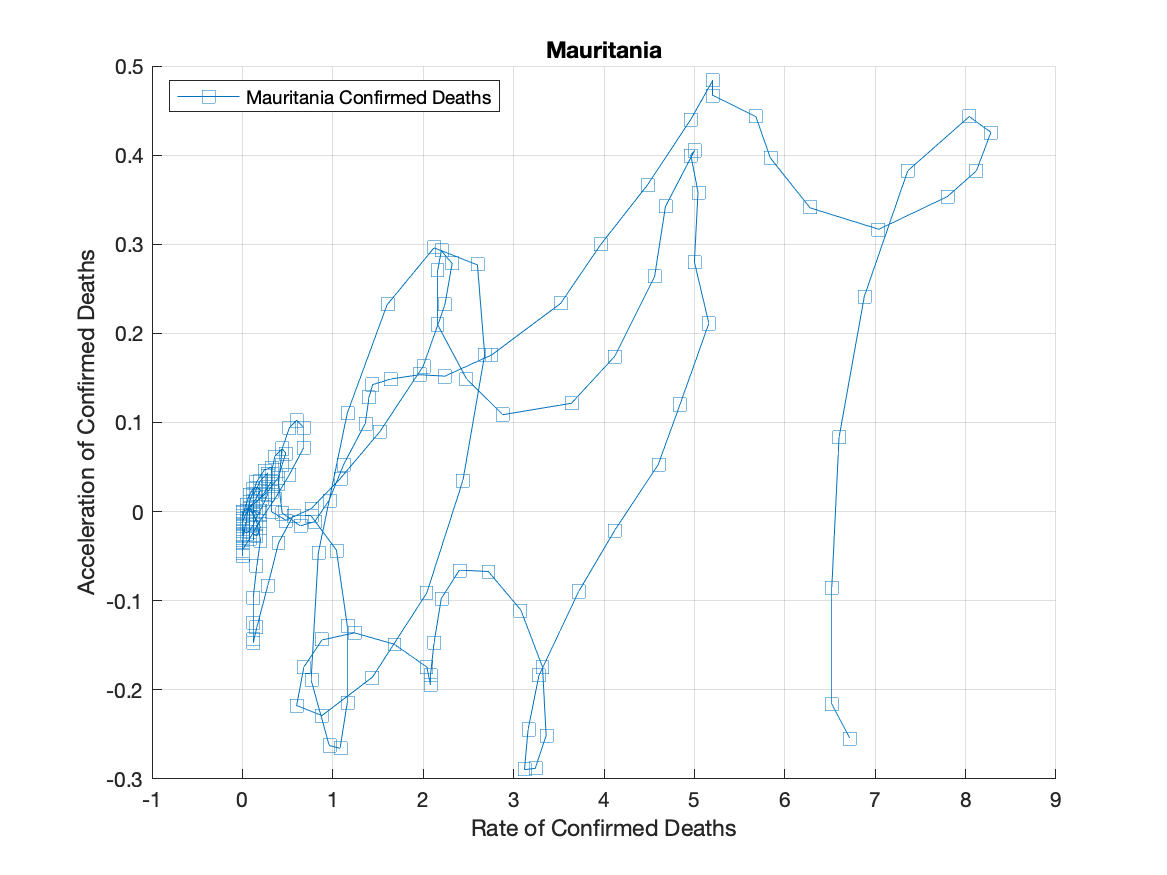 Mauritania
Mauritania Confirmed Deaths
Acceleration of Confirmed Deaths
0.5
0.4
0.3
0.2
0.1
0
-0.1
-0.2
-0.3
-1 0 1 2 3 4 5 6 7 8 9
Rate of Confirmed Deaths